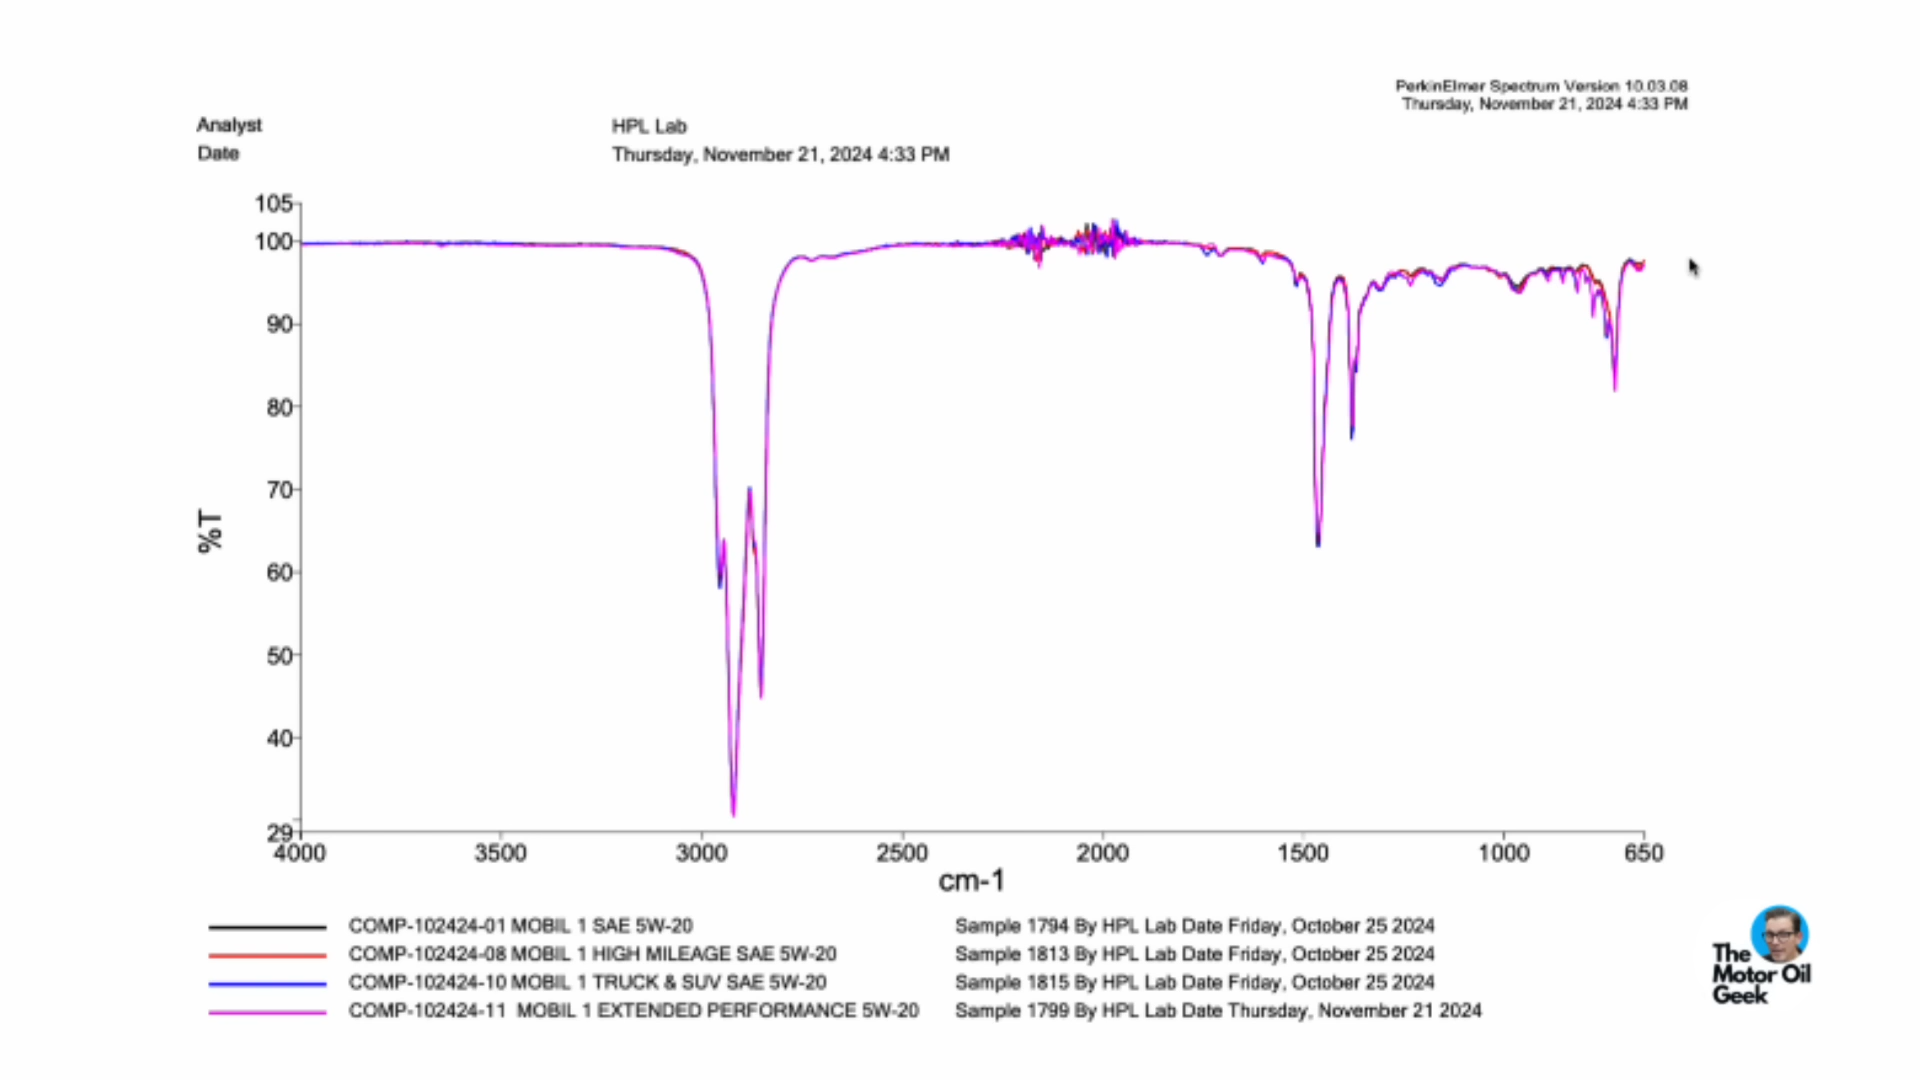 PerkinElmer Spectrum Version 10.03.08
Thursday, November 21, 2024 4:33 PM
Analyst HPL Lab
Date Thursday, November 21, 2024 4:33 PM
105
100
90
80
70
60
50
40
29
%T
4000 3500 3000 2500 2000 1500 1000 650
cm-1
COMP-102424-01 MOBIL 1 SAE 5W-20 Sample 1794 By HPL Lab Date Friday, October 25 2024
COMP-102424-08 MOBIL 1 HIGH MILEAGE SAE 5W-20 Sample 1813 By HPL Lab Date Friday, October 25 2024
COMP-102424-10 MOBIL 1 TRUCK & SUV SAE 5W-20 Sample 1815 By HPL Lab Date Friday, October 25 2024
COMP-102424-11 MOBIL 1 EXTENDED PERFORMANCE 5W-20 Sample 1799 By HPL Lab Date Thursday, November 21 2024
The
Motor Oil
Geek